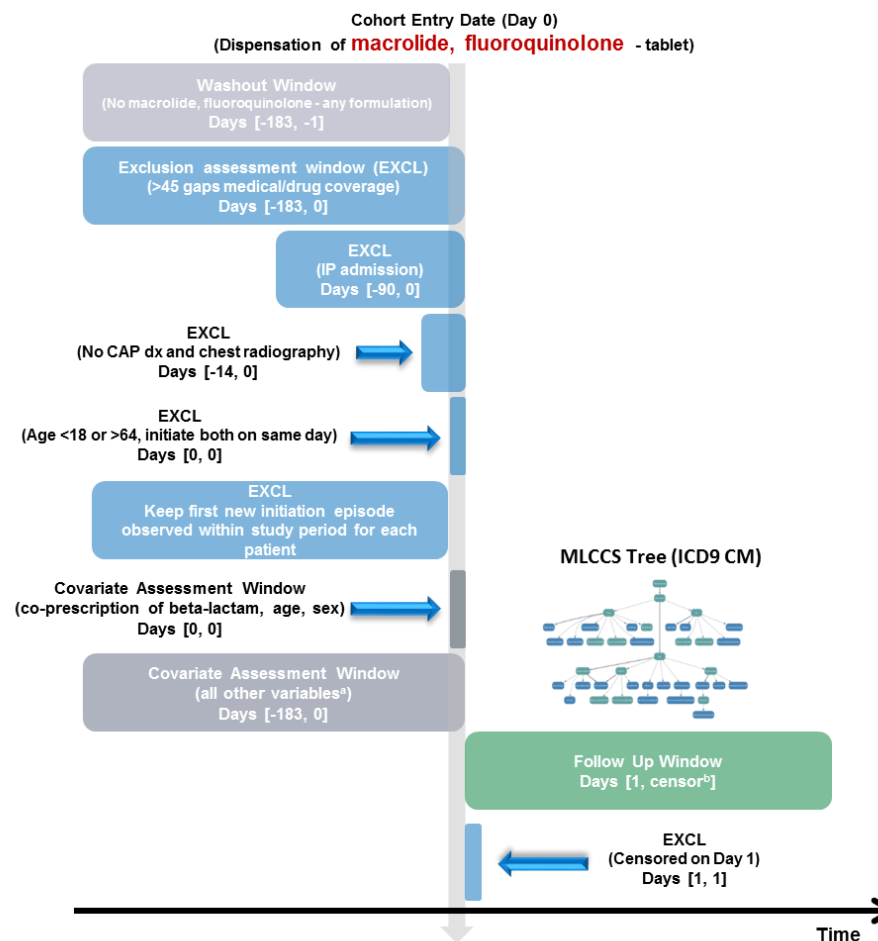 Cohort Entry Date (Day 0)
(Dispensation of macrolide, fluoroquinolone - tablet)
Washout Window
(No macrolide, fluoroquinolone - any formulation)
Days [-183, -1]
Exclusion assessment window (EXCL)
(>45 gaps medical/drug coverage)
Days [-183, 0]
EXCL
(IP admission)
Days [-90, 0]
EXCL
(No CAP dx and chest radiography)
Days [-14, 0]
EXCL
(Age <18 or >64, initiate both on same day)
Days [0, 0]
EXCL
Keep first new initiation episode
observed within study period for each
patient
MLCCS Tree (ICD9 CM)
Covariate Assessment Window
(co-prescription of beta-lactam, age, sex)
Days [0, 0]
Covariate Assessment Window
(all other variablesᵃ)
Days [-183, 0]
Follow Up Window
Days [1, censorᵇ]
EXCL
(Censored on Day 1)
Days [1, 1]
Time